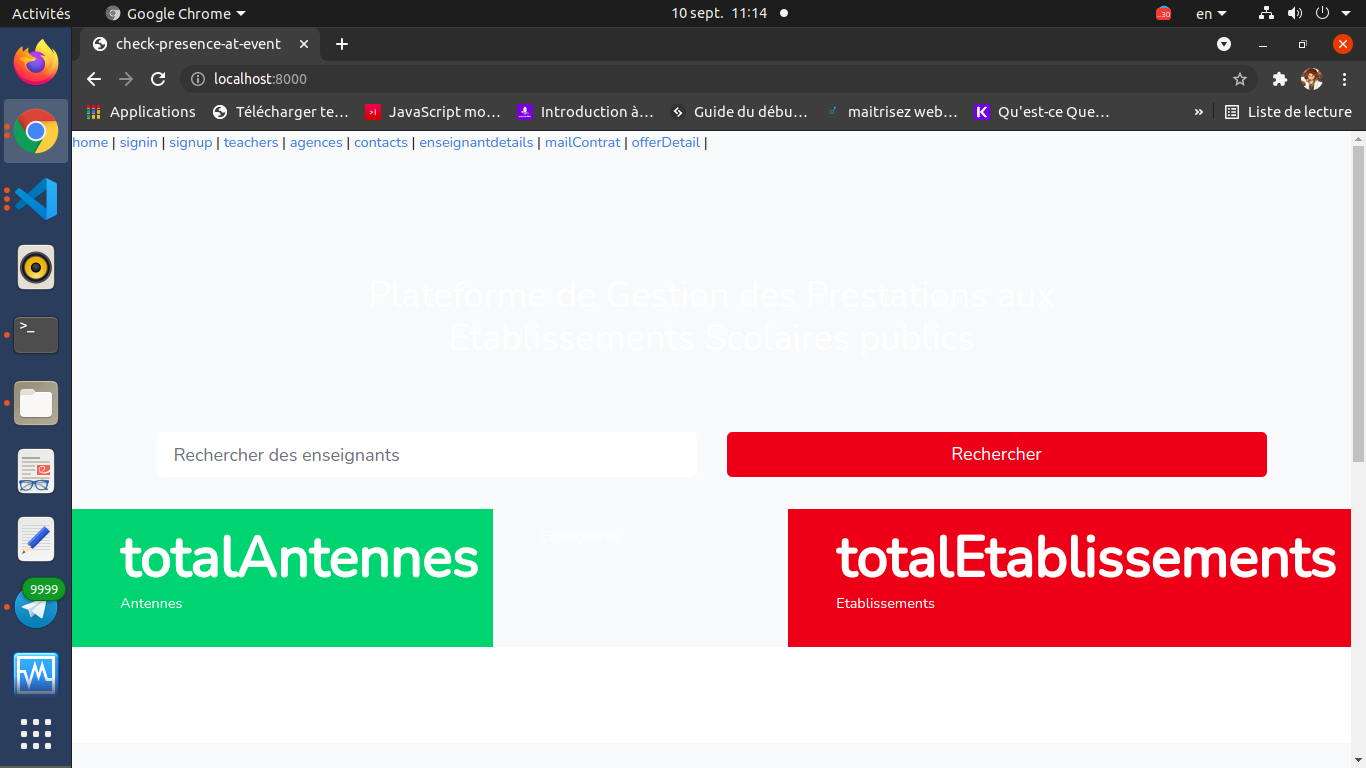 Activités Google Chrome 10 sept. 11:14 en
check-presence-at-event
localhost:8000
Applications Télécharger te… JavaScript mo… Introduction à… Guide du débu… maitrisez web… Qu'est-ce Que… » Liste de lecture
home | signin | signup | teachers | agences | contacts | enseignantdetails | mailContrat | offerDetail |
Plateforme de Gestion des Prestations aux
Etablissements Scolaires publics
Rechercher des enseignants Rechercher
totalAntennes totalEtablissements
Antennes Etablissements
9999